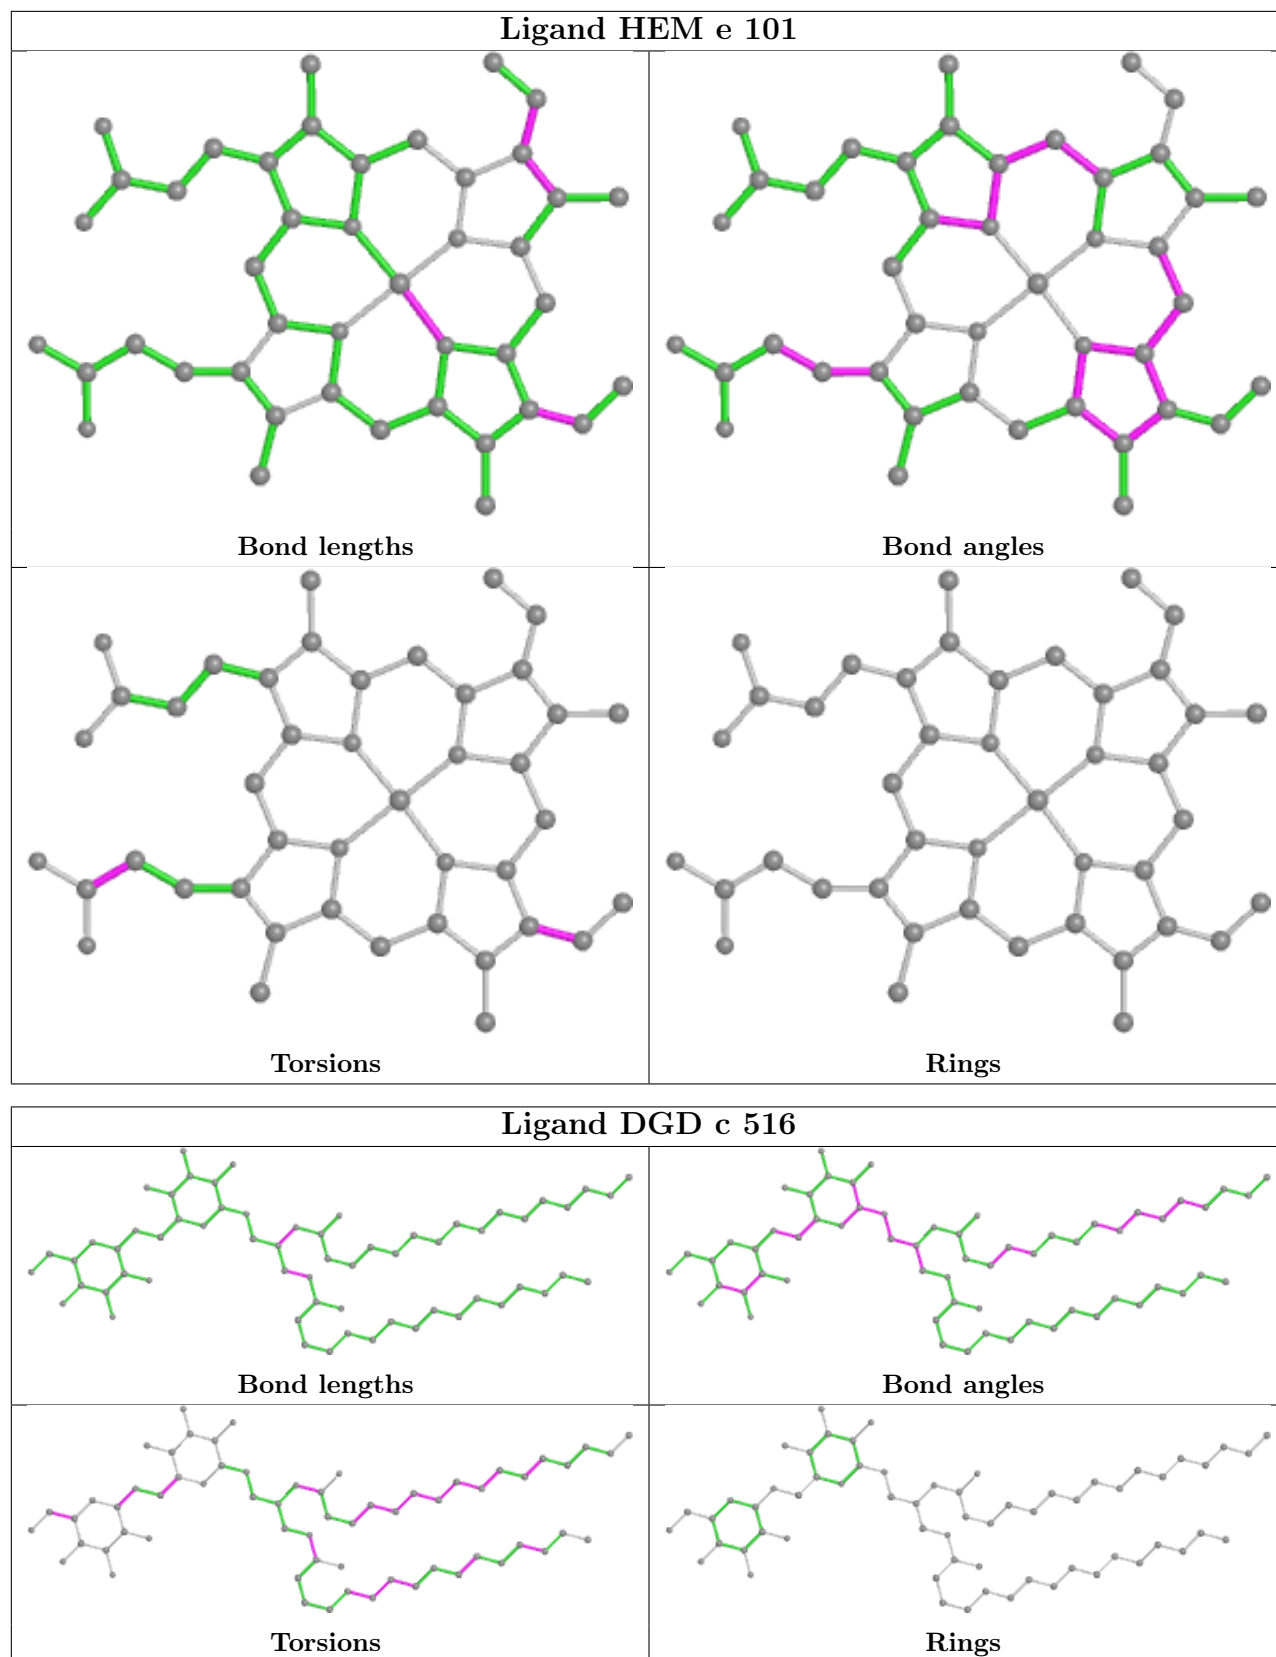 Ligand HEM e 101
Bond lengths
Bond angles
Torsions
Rings
Ligand DGD c 516
Bond lengths
Bond angles
Torsions
Rings